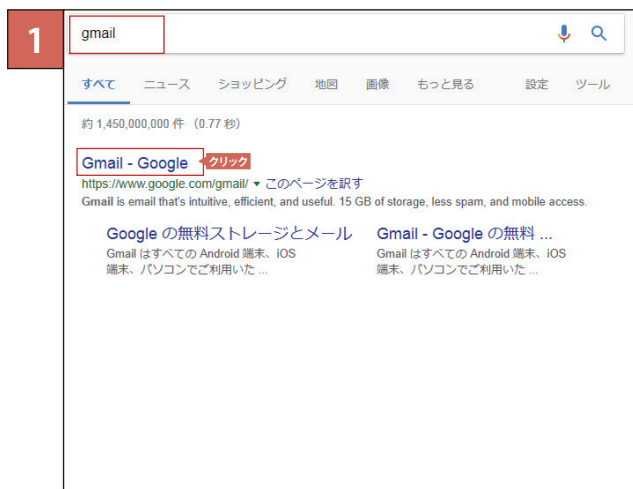 1
gmail
すべて ニュース ショッピング 地図 画像 もっと見る 設定 ツール
約 1,450,000,000 件 （0.77 秒）
Gmail - Google クリック
https://www.google.com/gmail/ ▼ このページを訳す
Gmail is email that's intuitive, efficient, and useful. 15 GB of storage, less spam, and mobile access.
Google の無料ストレージとメール
Gmail はすべての Android 端末、iOS
端末、パソコンでご利用いた ...
Gmail - Google の無料 ...
Gmail はすべての Android 端末、iOS
端末、パソコンでご利用いた ...